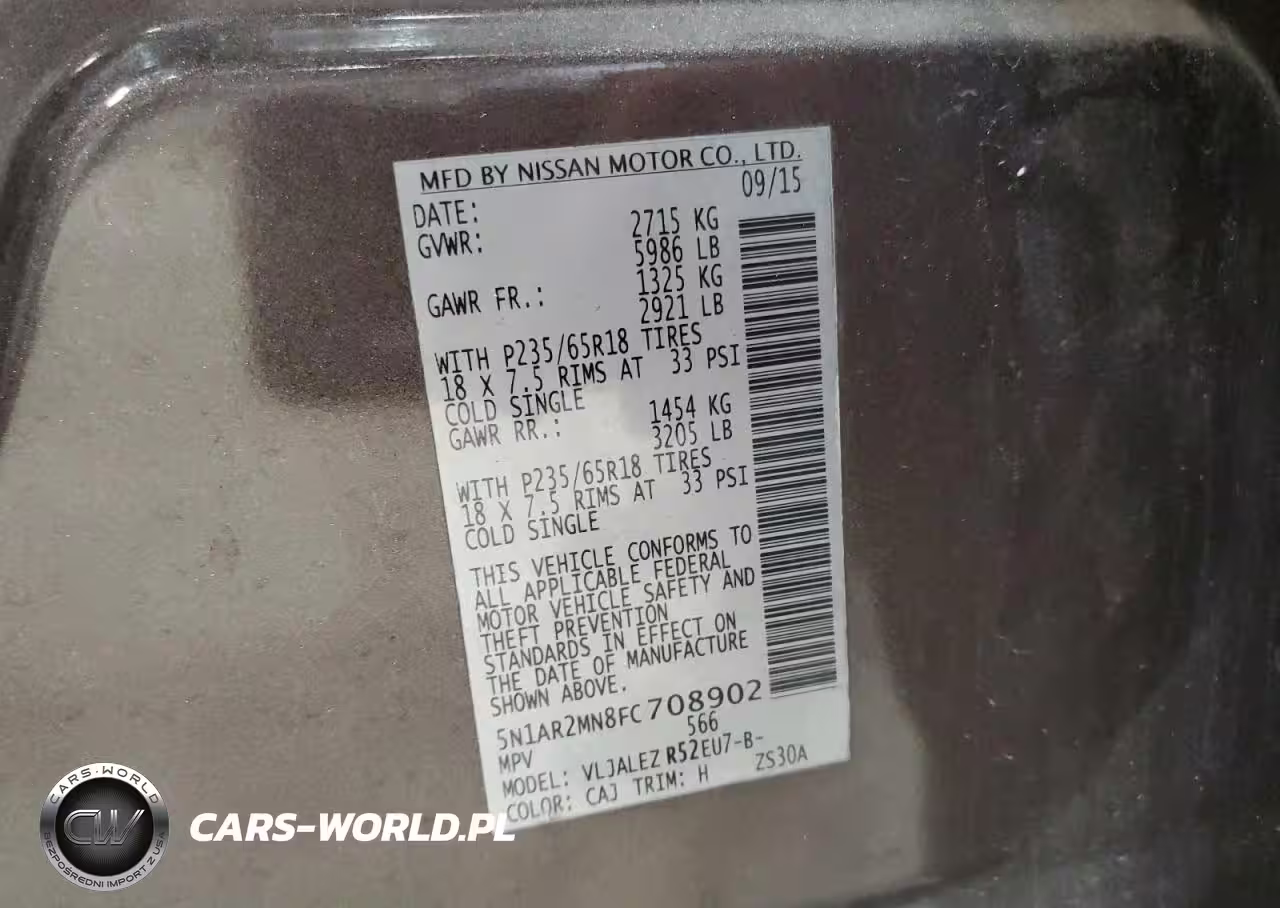 MFD BY NISSAN MOTOR CO., LTD.
DATE: 09/15
GVWR: 2715 KG
5986 LB
GAWR FR.: 1325 KG
2921 LB
WITH P235/65R18 TIRES
18 X 7.5 RIMS AT 33 PSI
COLD SINGLE
GAWR RR.: 1454 KG
3205 LB
WITH P235/65R18 TIRES
18 X 7.5 RIMS AT 33 PSI
COLD SINGLE
THIS VEHICLE CONFORMS TO
ALL APPLICABLE FEDERAL
MOTOR VEHICLE SAFETY AND
THEFT PREVENTION
STANDARDS IN EFFECT ON
THE DATE OF MANUFACTURE
SHOWN ABOVE.
5N1AR2MN8FC708902
MPV 566
MODEL: VLJALEZ R52EU7-B-
COLOR: CAJ TRIM: H ZS30A
CARS-WORLD
CW
BEZPOŚREDNI IMPORT Z USA
CARS-WORLD.PL